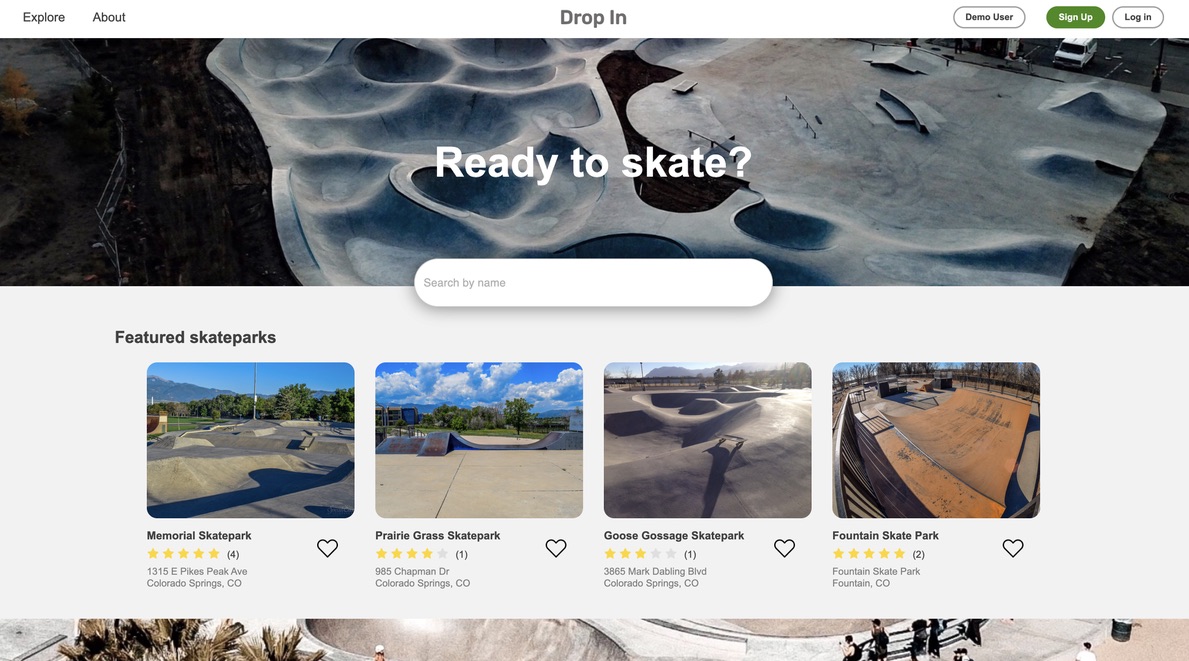 Explore
About
Drop In
Demo User
Sign Up
Log in
Ready to skate?
Search by name
Featured skateparks
Memorial Skatepark
(4)
1315 E Pikes Peak Ave
Colorado Springs, CO
Prairie Grass Skatepark
(1)
985 Chapman Dr
Colorado Springs, CO
Goose Gossage Skatepark
(1)
3865 Mark Dabling Blvd
Colorado Springs, CO
Fountain Skate Park
(2)
Fountain Skate Park
Fountain, CO